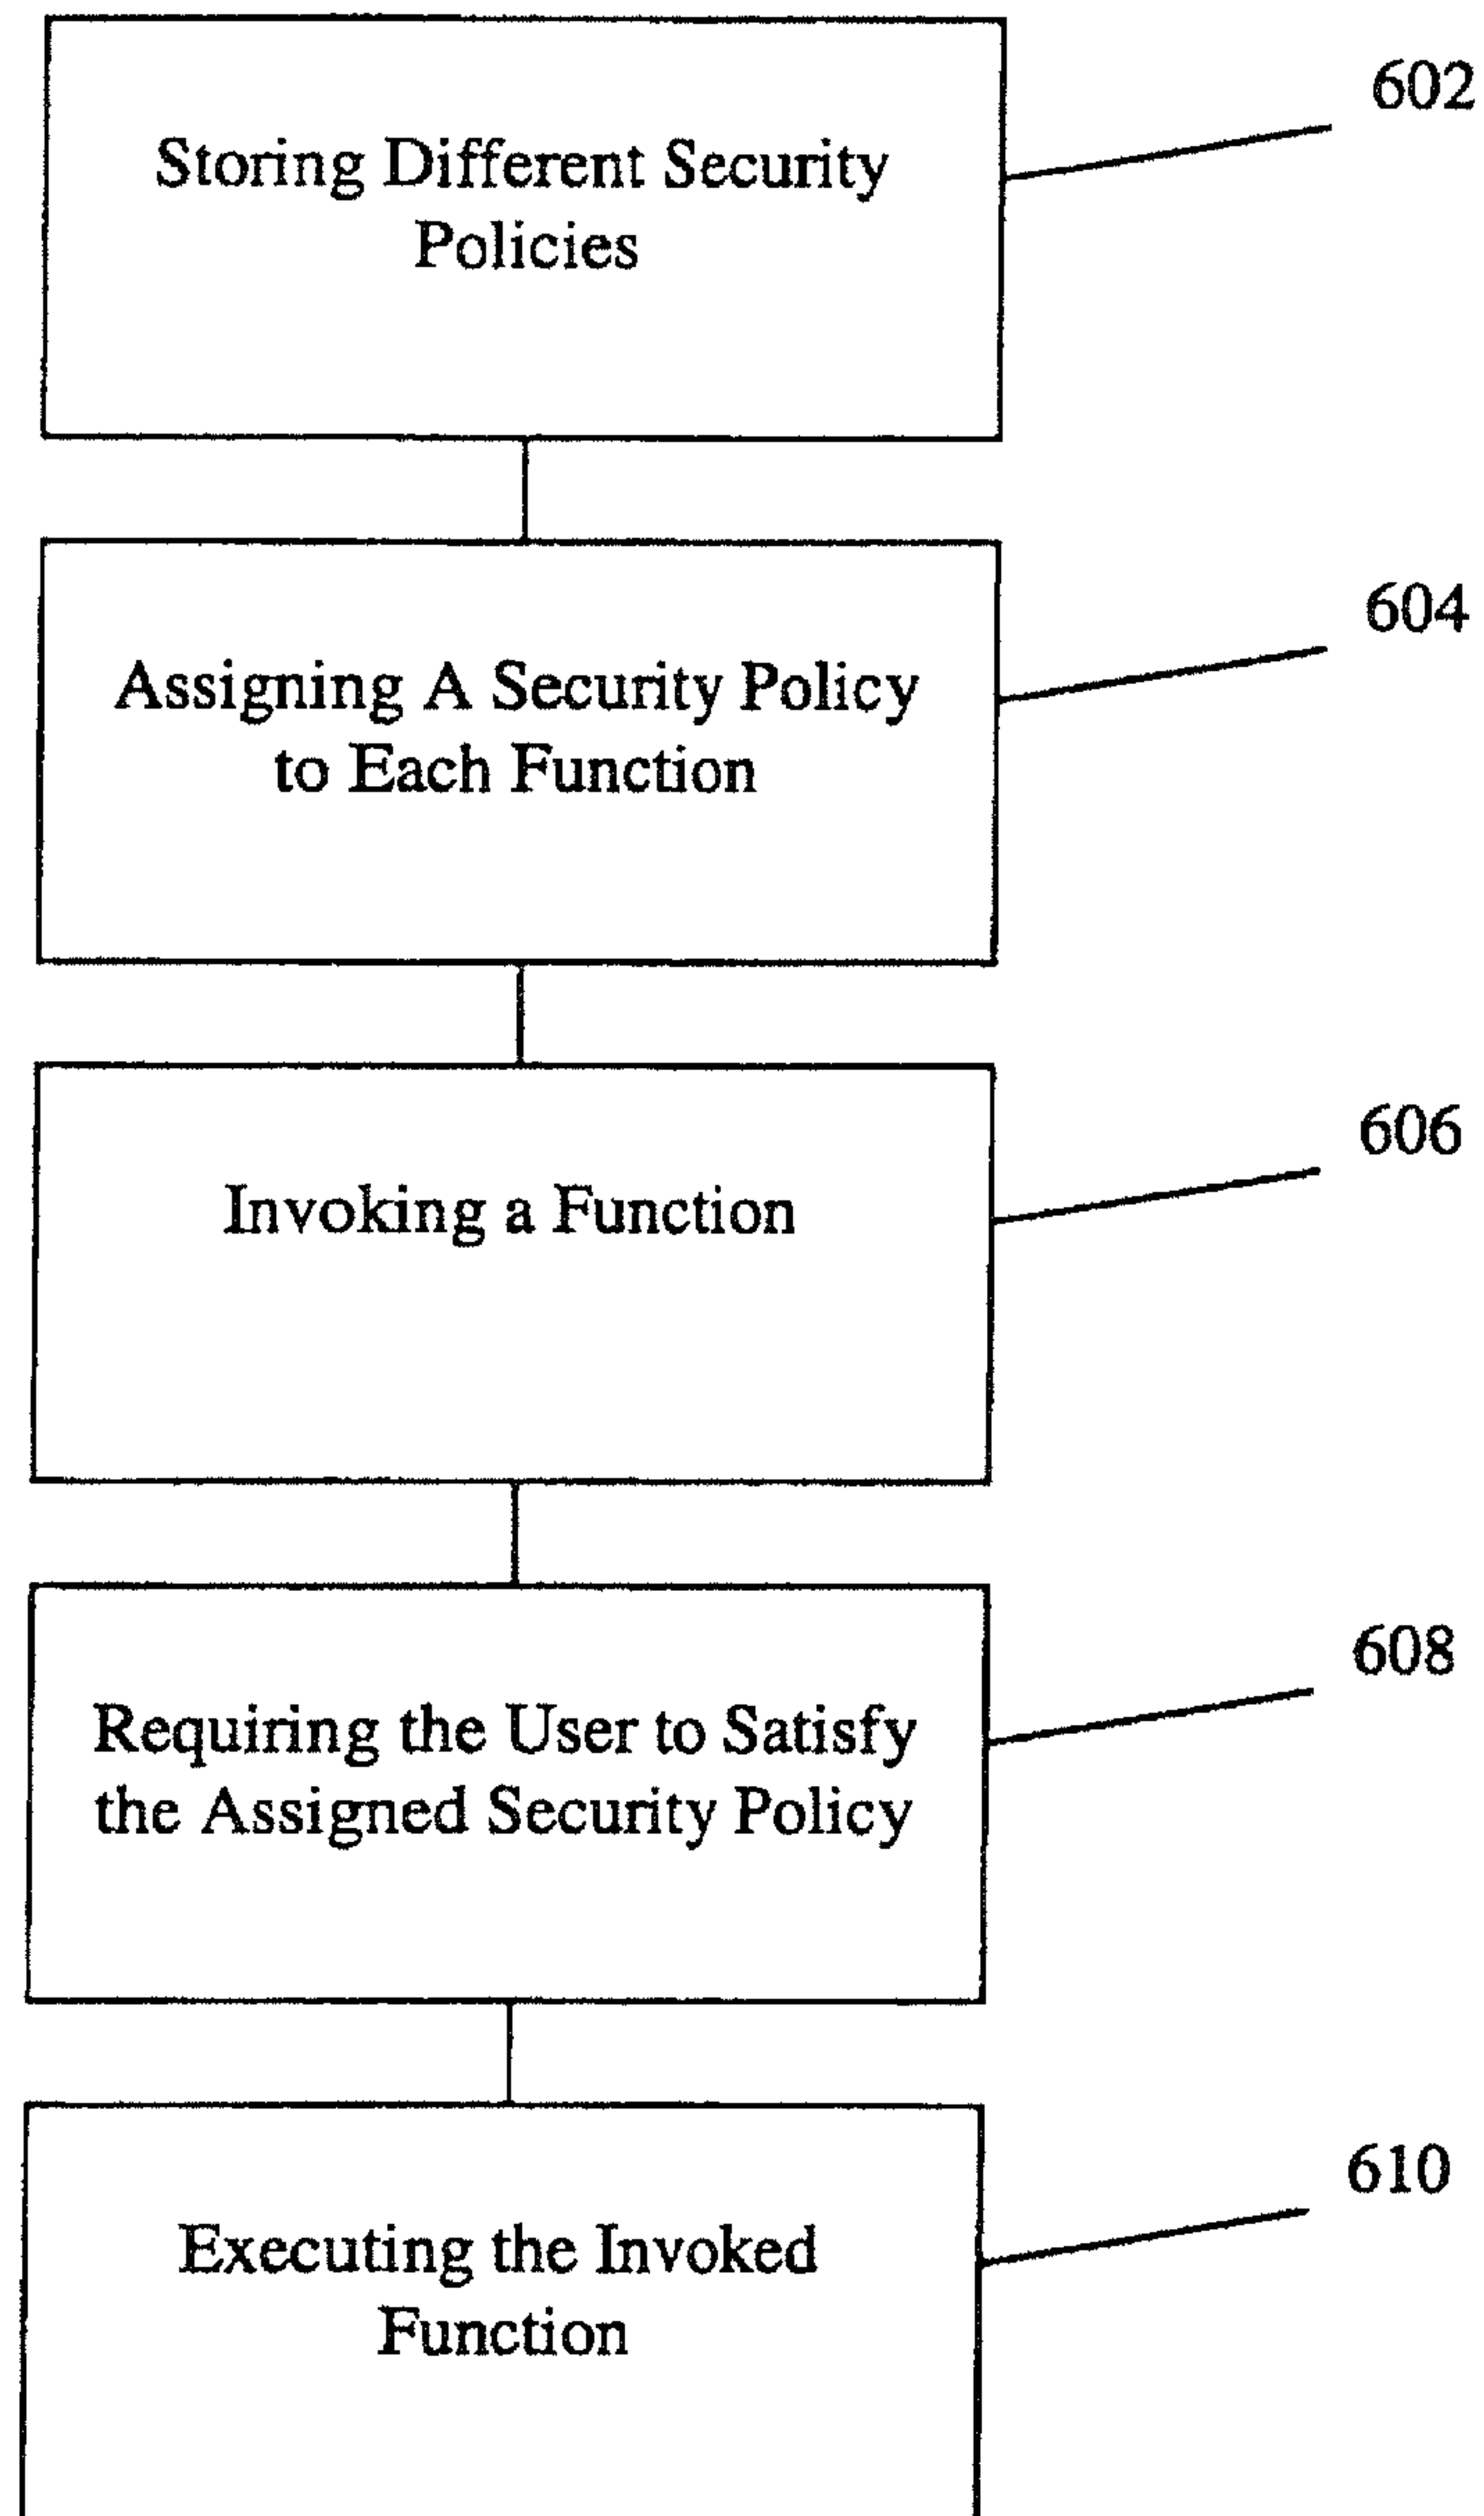 602
Storing Different Security
Policies
604
Assigning A Security Policy
to Each Function
606
Invoking a Function
608
Requiring the User to Satisfy
the Assigned Security Policy
610
Executing the Invoked
Function